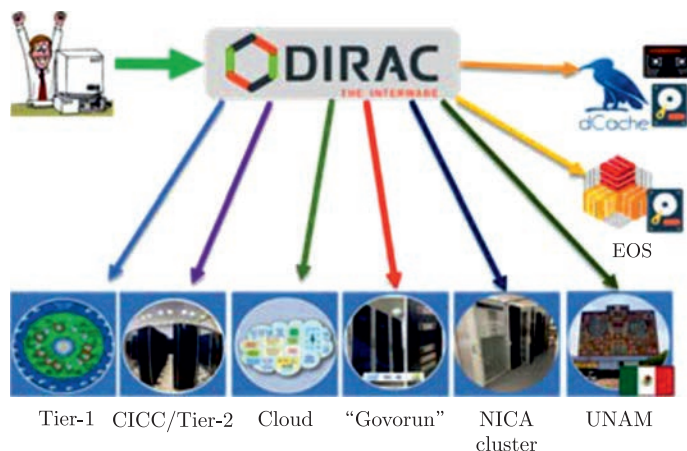 DIRAC
THE INTERWARE
dCache
EOS
Tier-1
CICC/Tier-2
Cloud
“Govorun”
NICA
cluster
UNAM